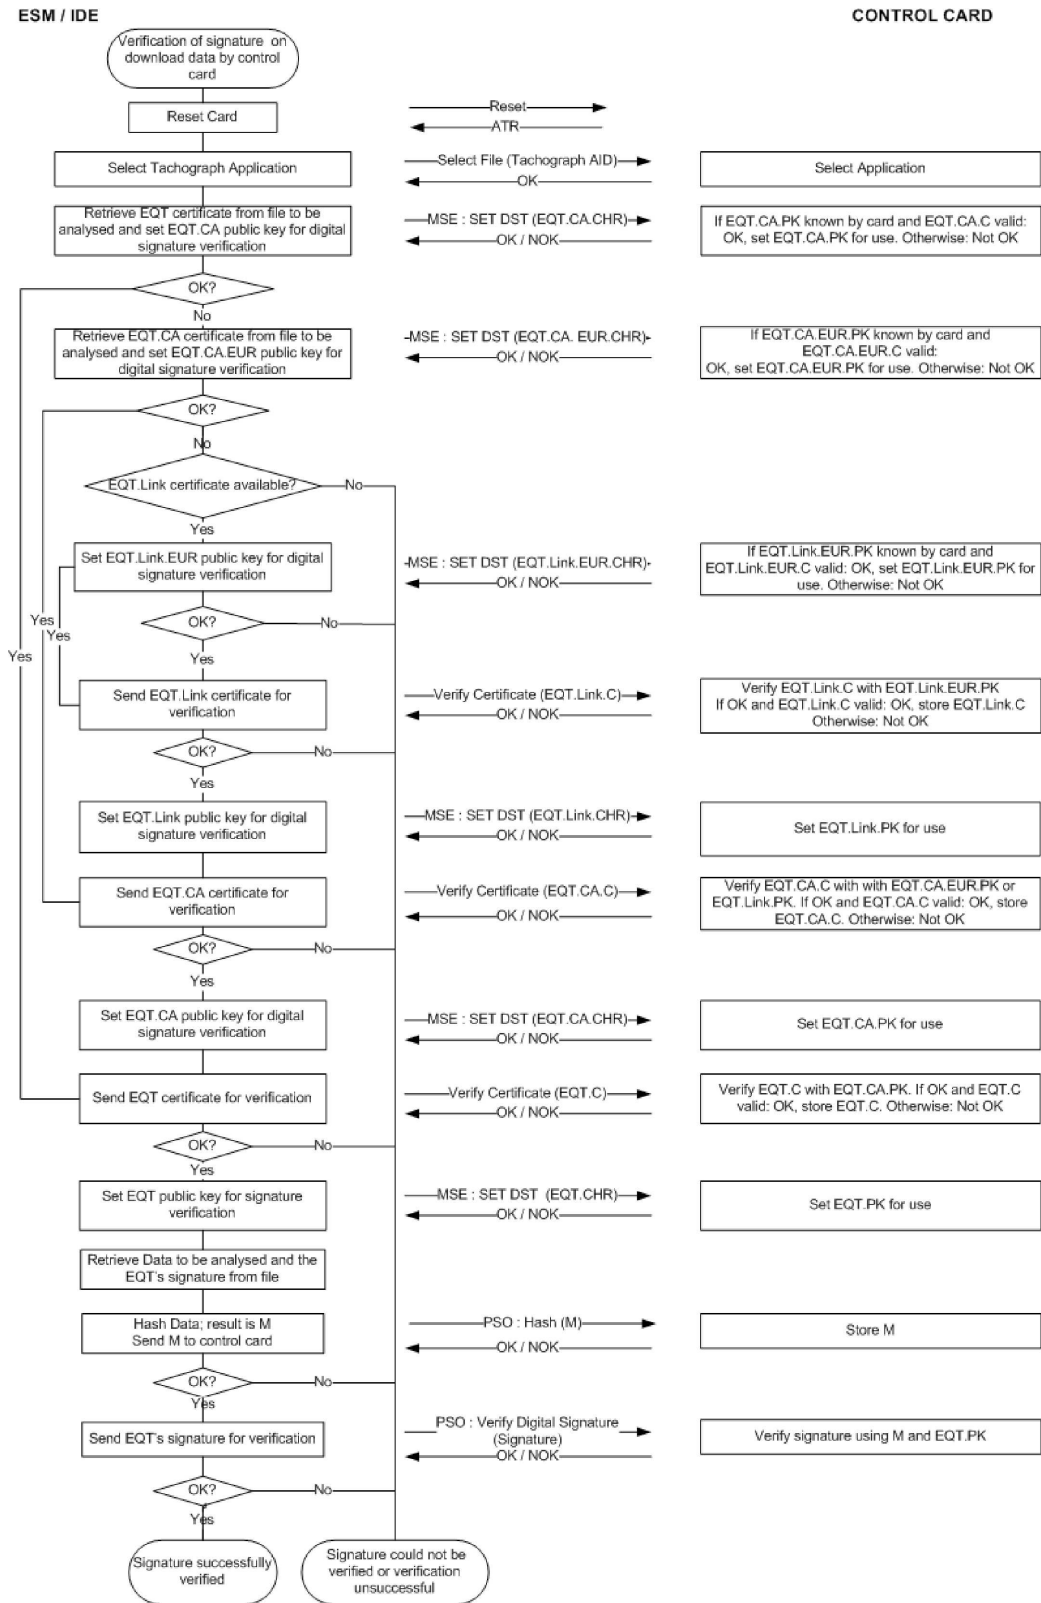 ESM / IDE
CONTROL CARD
Verification of signature on
download data by control
card
Reset Card
Reset
ATR
Select Tachograph Application
Select File (Tachograph AID)
OK
Select Application
Retrieve EQT certificate from file to be
analysed and set EQT.CA public key for digital
signature verification
MSE : SET DST (EQT.CA.CHR)
OK / NOK
If EQT.CA.PK known by card and EQT.CA.C valid:
OK, set EQT.CA.PK for use. Otherwise: Not OK
OK?
No
Retrieve EQT.CA certificate from file to be
analysed and set EQT.CA.EUR public key for
digital signature verification
MSE : SET DST (EQT.CA. EUR.CHR)
OK / NOK
If EQT.CA.EUR.PK known by card and
EQT.CA.EUR.C valid:
OK, set EQT.CA.EUR.PK for use. Otherwise: Not OK
OK?
No
EQT.Link certificate available?
No
Yes
Set EQT.Link.EUR public key for digital
signature verification
MSE : SET DST (EQT.Link.EUR.CHR)
OK / NOK
If EQT.Link.EUR.PK known by card and
EQT.Link.EUR.C valid: OK, set EQT.Link.EUR.PK for
use. Otherwise: Not OK
OK?
No
Yes
Yes
Yes
Yes
Send EQT.Link certificate for
verification
Verify Certificate (EQT.Link.C)
OK / NOK
Verify EQT.Link.C with EQT.Link.EUR.PK
If OK and EQT.Link.C valid: OK, store EQT.Link.C
Otherwise: Not OK
OK?
No
Yes
Set EQT.Link public key for digital
signature verification
MSE : SET DST (EQT.Link.CHR)
OK / NOK
Set EQT.Link.PK for use
Send EQT.CA certificate for
verification
Verify Certificate (EQT.CA.C)
OK / NOK
Verify EQT.CA.C with with EQT.CA.EUR.PK or
EQT.Link.PK. If OK and EQT.CA.C valid: OK, store
EQT.CA.C. Otherwise: Not OK
OK?
No
Yes
Set EQT.CA public key for digital
signature verification
MSE : SET DST (EQT.CA.CHR)
OK / NOK
Set EQT.CA.PK for use
Send EQT certificate for verification
Verify Certificate (EQT.C)
OK / NOK
Verify EQT.C with EQT.CA.PK. If OK and EQT.C
valid: OK, store EQT.C. Otherwise: Not OK
OK?
No
Yes
Set EQT public key for signature
verification
MSE : SET DST (EQT.CHR)
OK / NOK
Set EQT.PK for use
Retrieve Data to be analysed and the
EQT's signature from file
Hash Data; result is M
Send M to control card
PSO : Hash (M)
OK / NOK
Store M
OK?
No
Yes
Send EQT's signature for verification
PSO : Verify Digital Signature
(Signature)
OK / NOK
Verify signature using M and EQT.PK
OK?
No
Yes
Signature successfully
verified
Signature could not be
verified or verification
unsuccessful